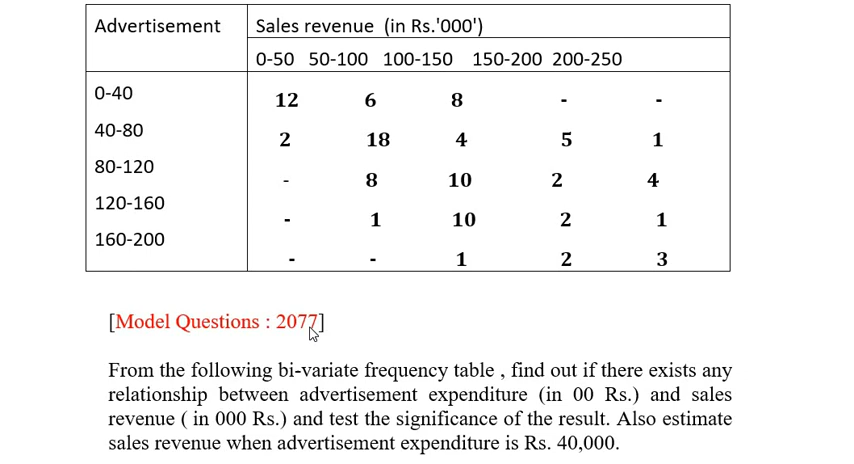 Advertisement Sales revenue (in Rs.'000')
0-50 50-100 100-150 150-200 200-250
0-40 12 6 8 - -
40-80 2 18 4 5 1
80-120 - 8 10 2 4
120-160 - 1 10 2 1
160-200 - - 1 2 3
[Model Questions : 2077]
From the following bi-variate frequency table , find out if there exists any
relationship between advertisement expenditure (in 00 Rs.) and sales
revenue ( in 000 Rs.) and test the significance of the result. Also estimate
sales revenue when advertisement expenditure is Rs. 40,000.